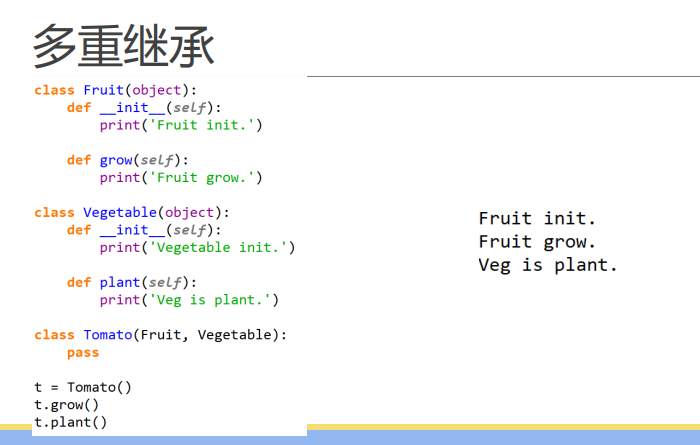 多重继承
class Fruit(object):
    def __init__(self):
        print('Fruit init.')
    def grow(self):
        print('Fruit grow.')
class Vegetable(object):
    def __init__(self):
        print('Vegetable init.')
    def plant(self):
        print('Veg is plant.')
class Tomato(Fruit, Vegetable):
    pass
t = Tomato()
t.grow()
t.plant()
Fruit init.
Fruit grow.
Veg is plant.